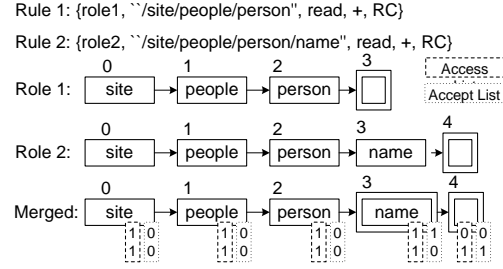 Rule 1: {role1, ``/site/people/person'', read, +, RC}
Rule 2: {role2, ``/site/people/person/name'', read, +, RC}
0 1 2 3
Role 1: site people person
Access
Accept List
0 1 2 3 4
Role 2: site people person name
0 1 2 3 4
Merged: site people person name
1 0 1 0 1 0 1 1 0 0
1 0 1 0 1 0 1 0 1 1